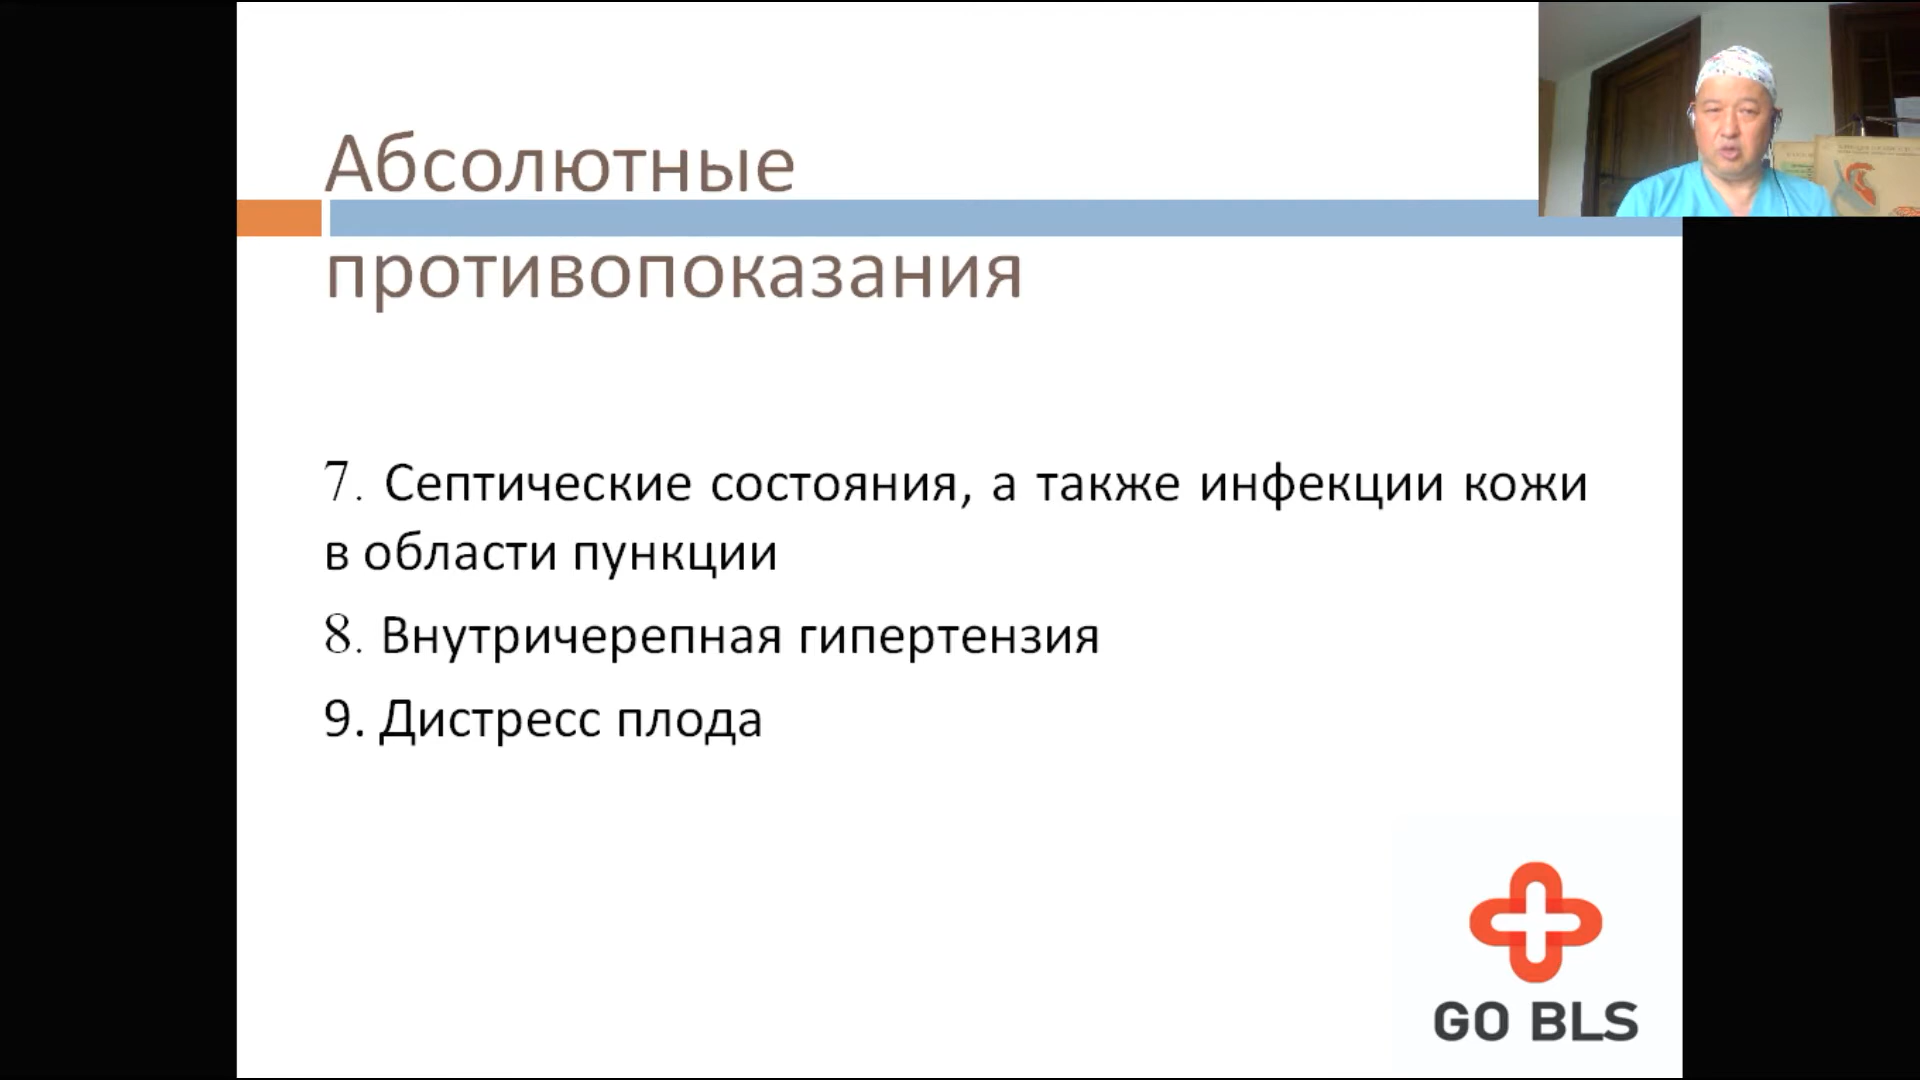 Абсолютные
противопоказания
7. Септические состояния, а также инфекции кожи
в области пункции
8. Внутричерепная гипертензия
9. Дистресс плода
GO BLS